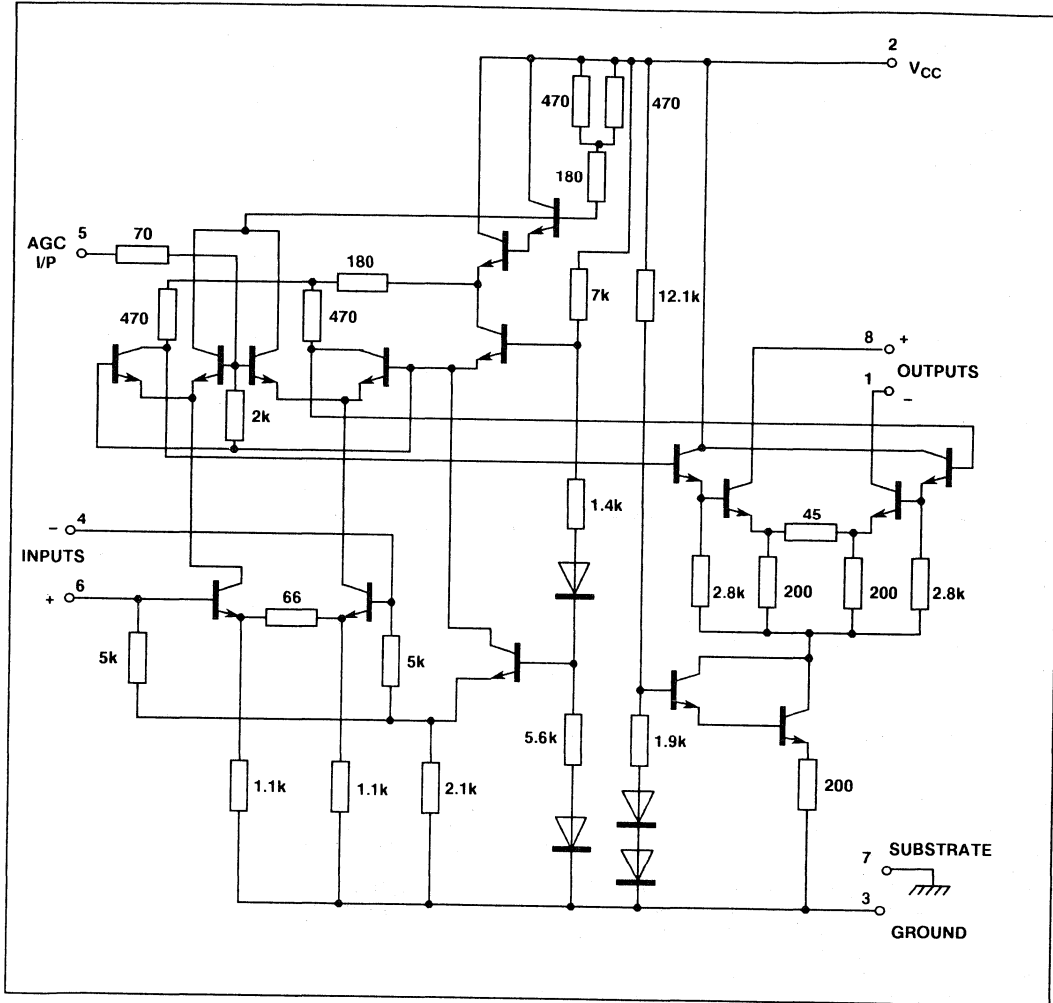 2
VCC
470
470
180
AGC
I/P
5
70
180
7k
12.1k
470
470
8
+
OUTPUTS
1
−
2k
− 4
INPUTS
+ 6
1.4k
45
66
2.8k
200
200
2.8k
5k
5k
5.6k
1.9k
1.1k
1.1k
2.1k
200
7
SUBSTRATE
3
GROUND